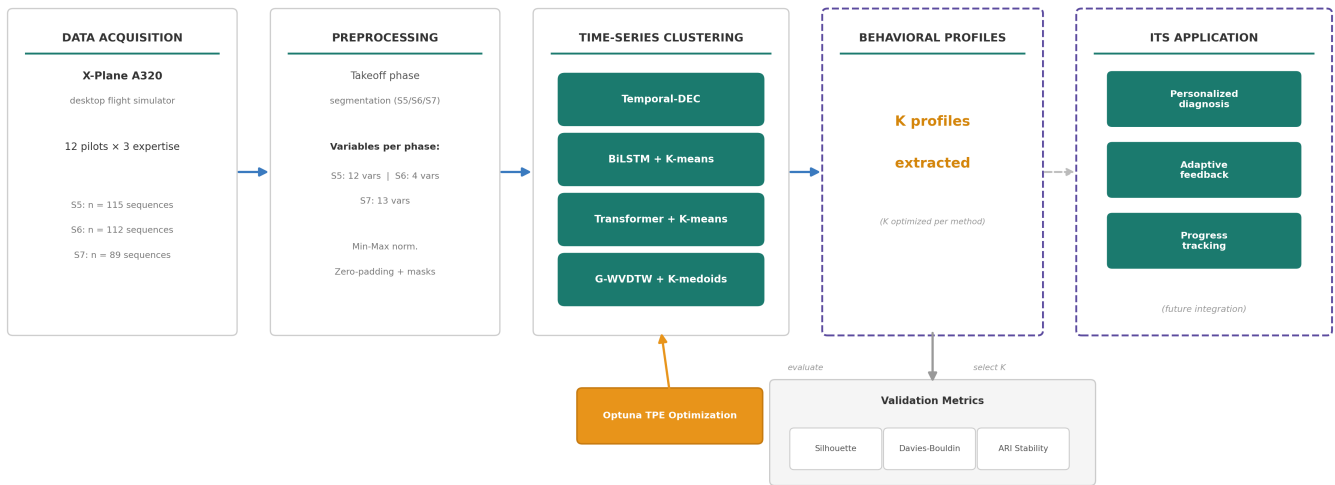 DATA ACQUISITION
X-Plane A320
desktop flight simulator
12 pilots × 3 expertise
S5: n = 115 sequences
S6: n = 112 sequences
S7: n = 89 sequences
PREPROCESSING
Takeoff phase
segmentation (S5/S6/S7)
Variables per phase:
S5: 12 vars | S6: 4 vars
S7: 13 vars
Min-Max norm.
Zero-padding + masks
TIME-SERIES CLUSTERING
Temporal-DEC
BiLSTM + K-means
Transformer + K-means
G-WVDTW + K-medoids
Optuna TPE Optimization
BEHAVIORAL PROFILES
K profiles
extracted
(K optimized per method)
evaluate
select K
Validation Metrics
Silhouette
Davies-Bouldin
ARI Stability
ITS APPLICATION
Personalized
diagnosis
Adaptive
feedback
Progress
tracking
(future integration)